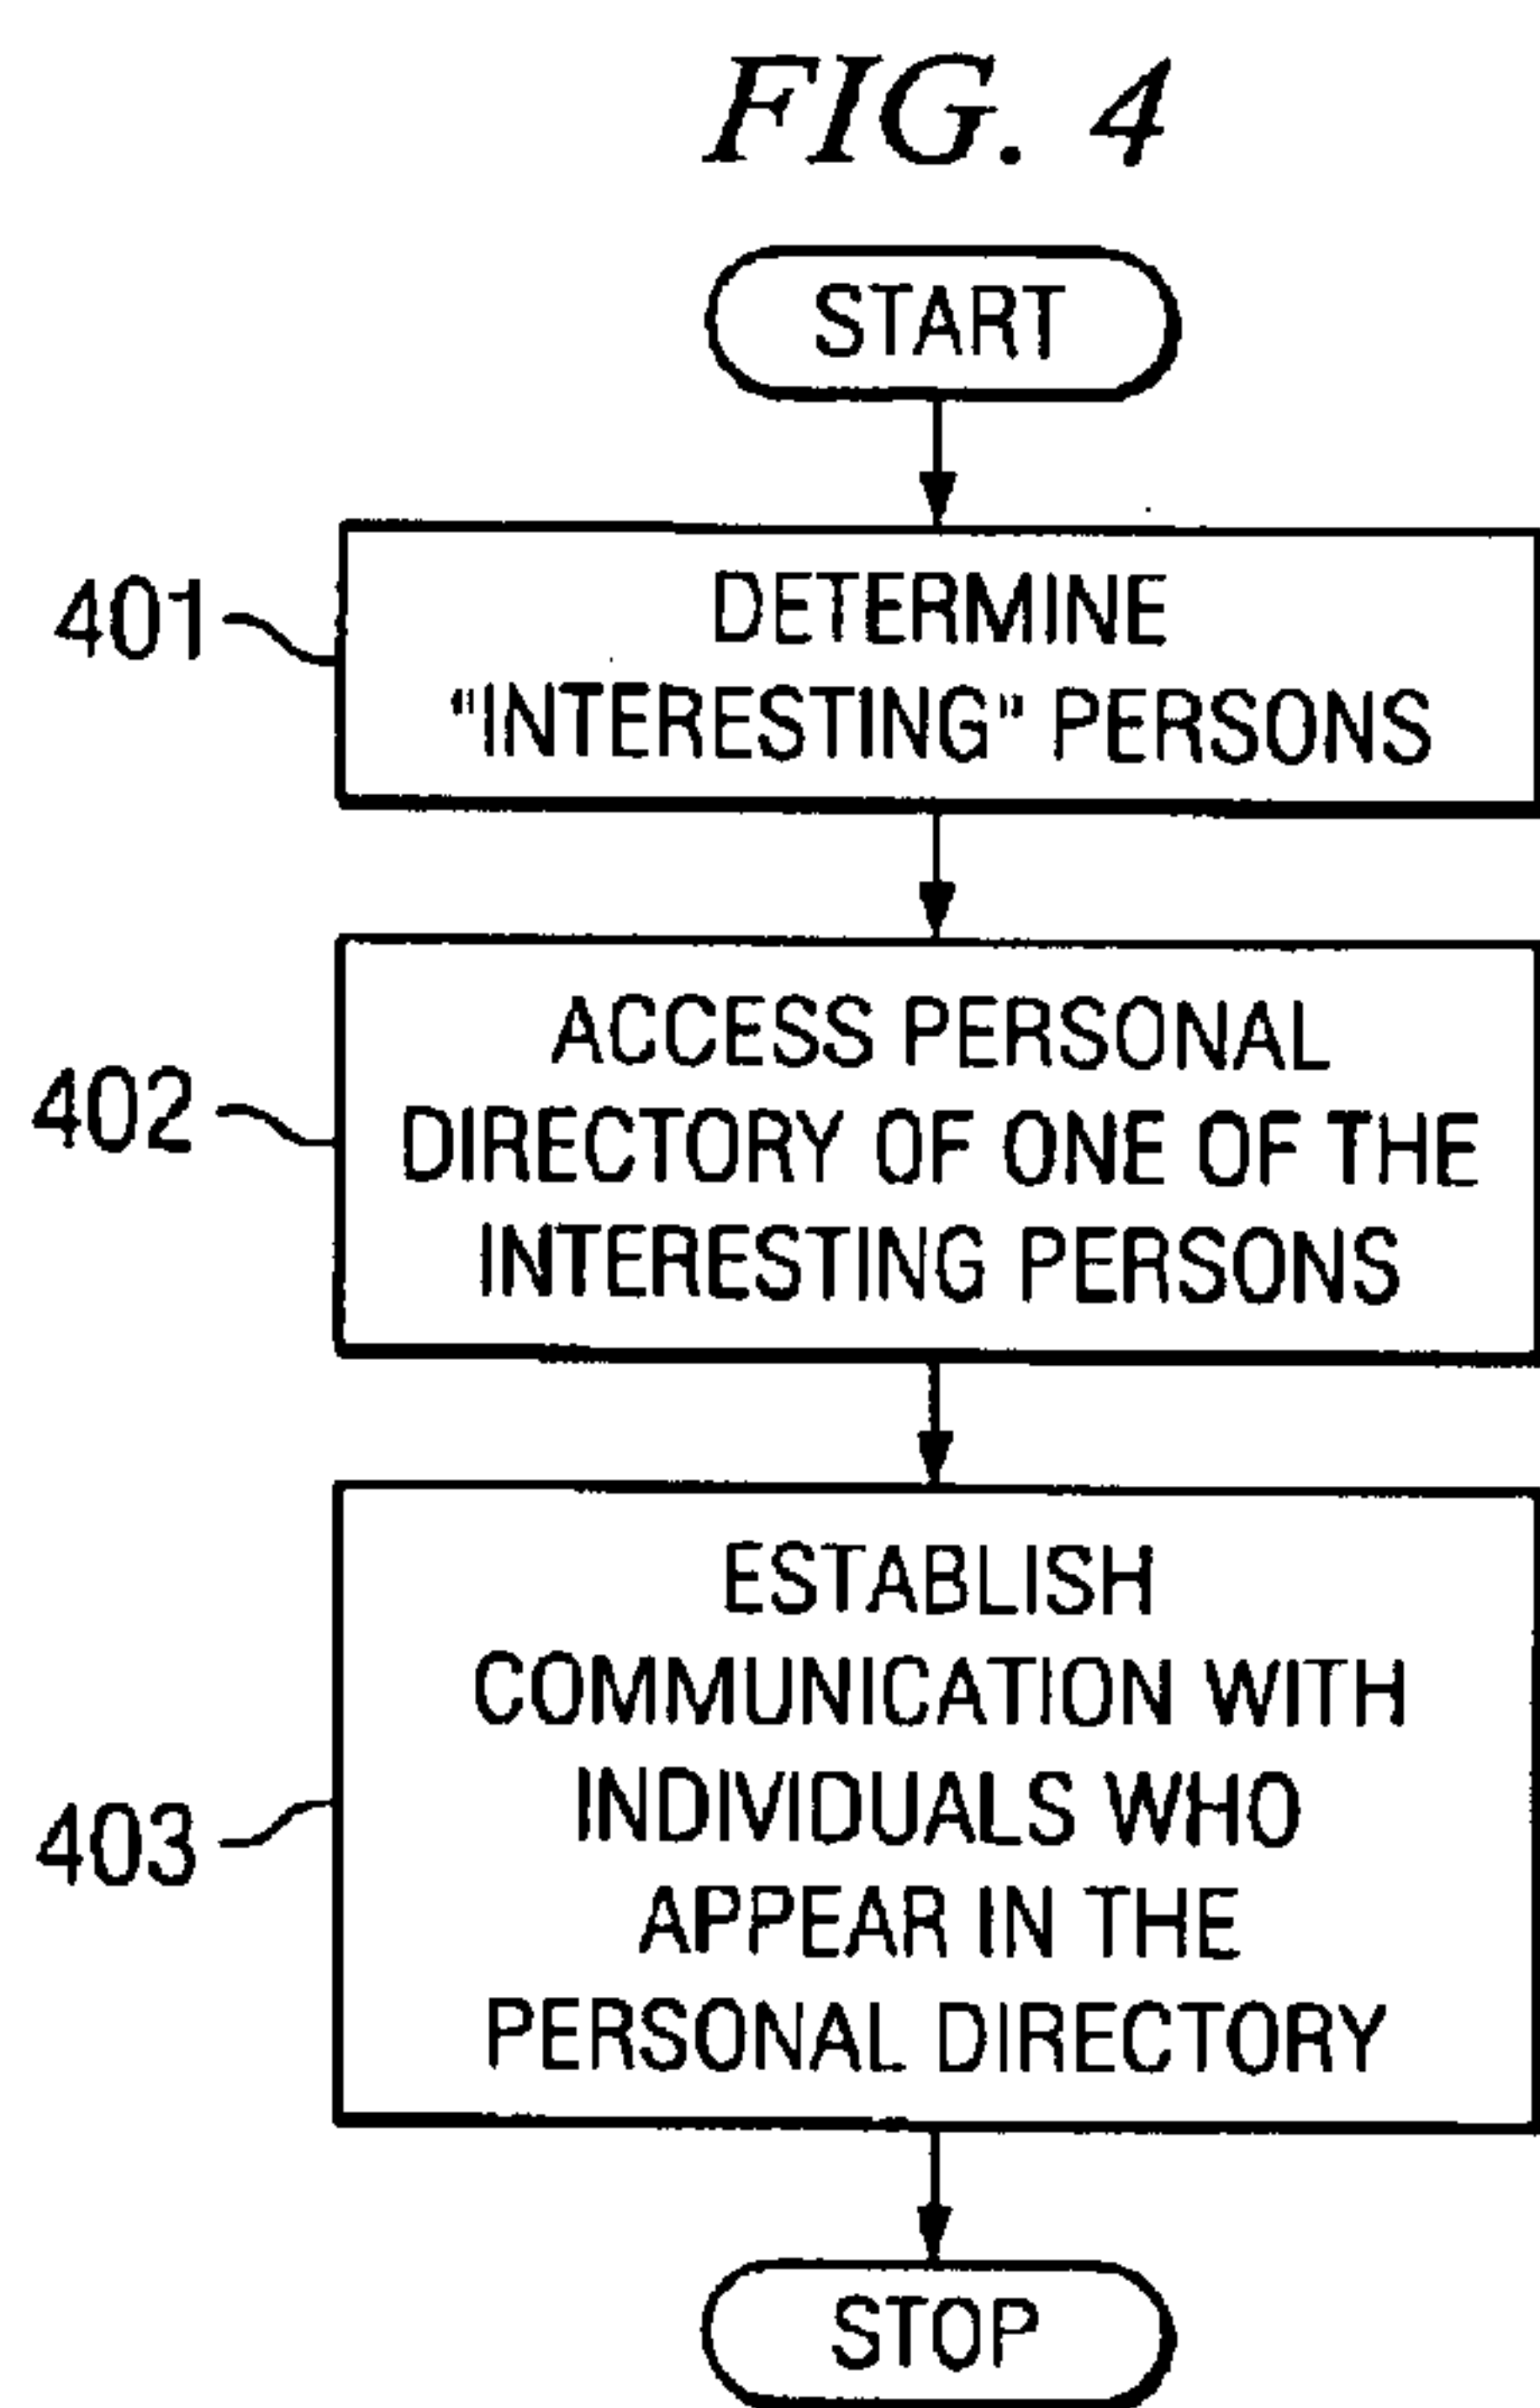 FIG. 4
START
401
DETERMINE
"INTERESTING" PERSONS
402
ACCESS PERSONAL
DIRECTORY OF ONE OF THE
INTERESTING PERSONS
403
ESTABLISH
COMMUNICATION WITH
INDIVIDUALS WHO
APPEAR IN THE
PERSONAL DIRECTORY
STOP